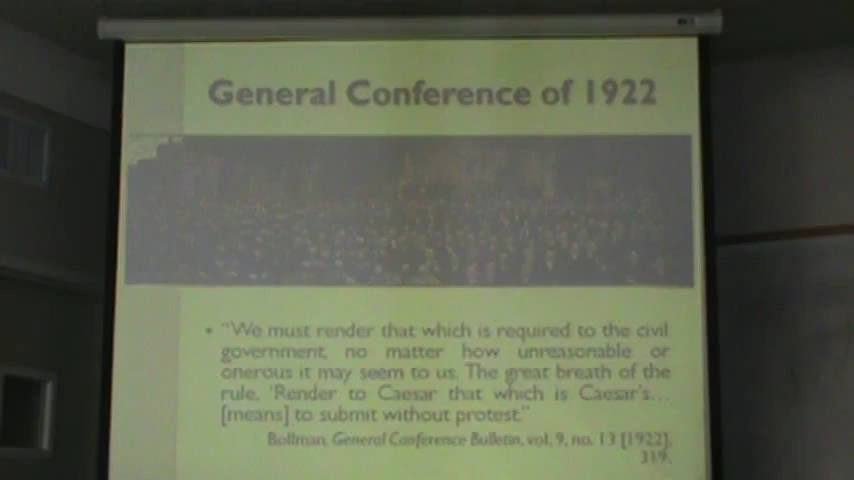 General Conference of 1922
• “We must render that which is required to the civil
government, no matter how unreasonable or
onerous it may seem to us. The great breath of the
rule, ‘Render to Caesar that which is Caesar’s…
[means] to submit without protest.”
Bollman, General Conference Bulletin, vol. 9, no. 13 [1922],
319.